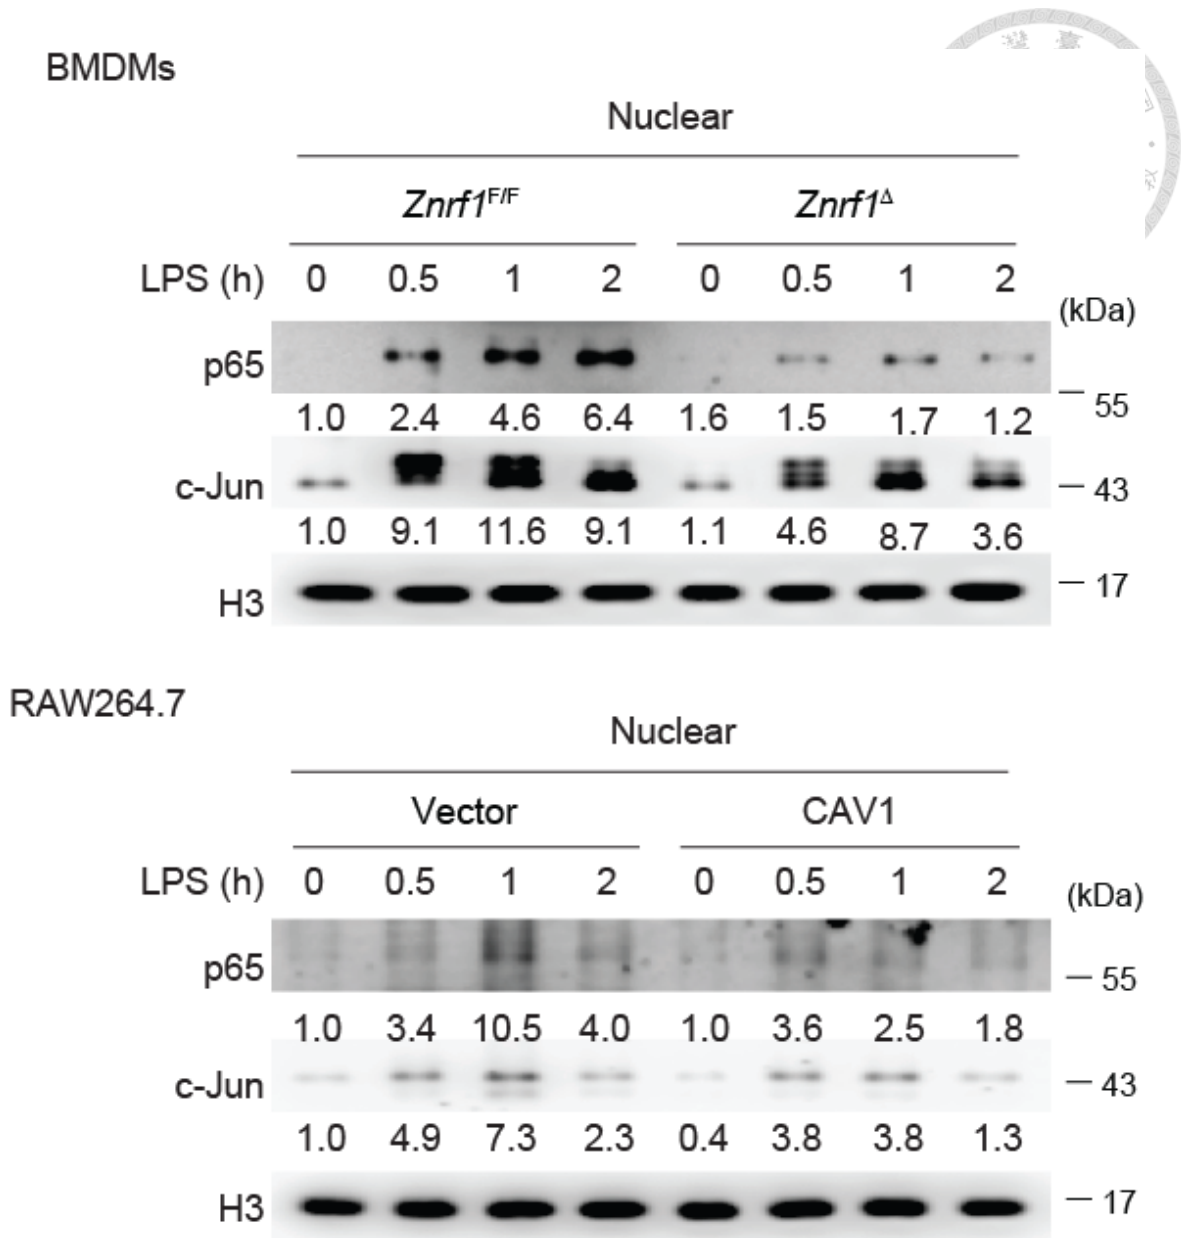 BMDMs
Nuclear
Znrf1F/F Znrf1Δ
LPS (h) 0 0.5 1 2 0 0.5 1 2
(kDa)
p65
55
1.0 2.4 4.6 6.4 1.6 1.5 1.7 1.2
c-Jun
43
1.0 9.1 11.6 9.1 1.1 4.6 8.7 3.6
H3
17
RAW264.7
Nuclear
Vector CAV1
LPS (h) 0 0.5 1 2 0 0.5 1 2
(kDa)
p65
55
1.0 3.4 10.5 4.0 1.0 3.6 2.5 1.8
c-Jun
43
1.0 4.9 7.3 2.3 0.4 3.8 3.8 1.3
H3
17